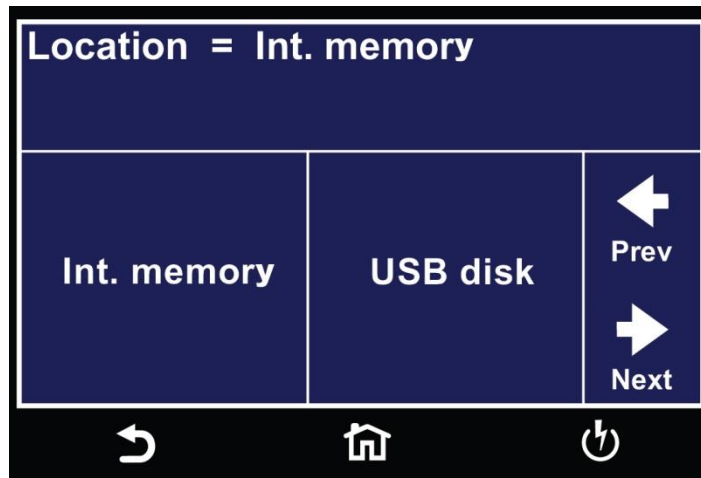 Location = Int. memory
Int. memory
USB disk
Prev
Next